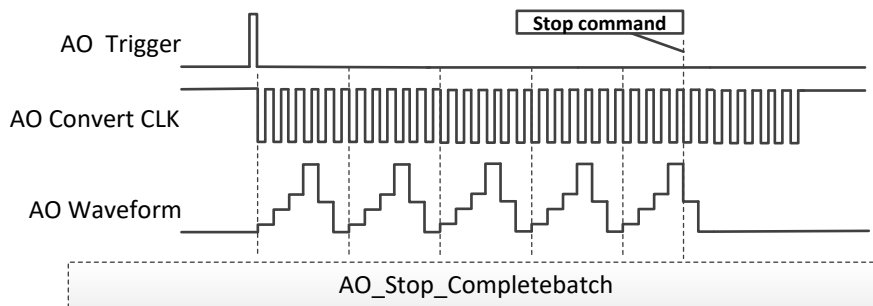 Stop command
AO Trigger
AO Convert CLK
AO Waveform
AO_Stop_Completebatch